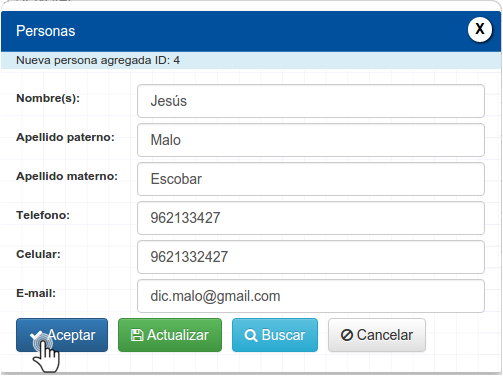 Personas X
Nueva persona agregada ID: 4
Nombre(s): Jesús
Apellido paterno: Malo
Apellido materno: Escobar
Telefono: 962133427
Celular: 9621332427
E-mail: dic.malo@gmail.com
Aceptar Actualizar Buscar Cancelar